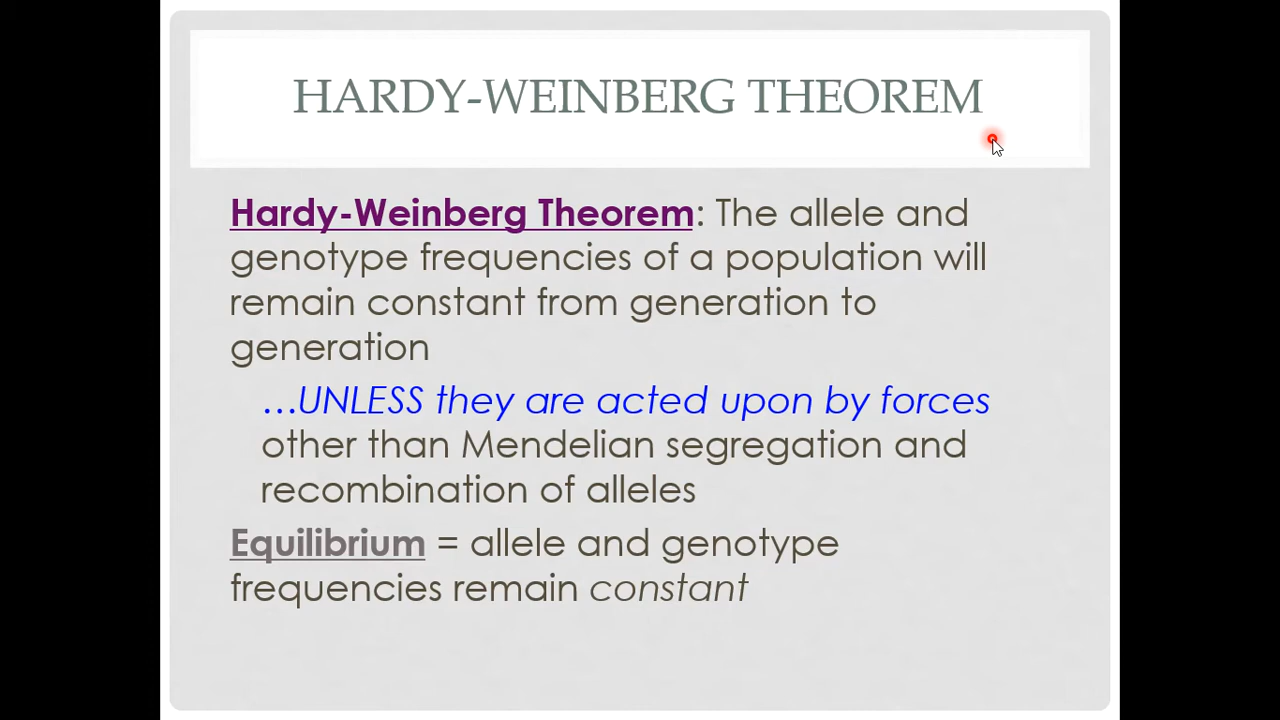 HARDY-WEINBERG THEOREM
Hardy-Weinberg Theorem: The allele and
genotype frequencies of a population will
remain constant from generation to
generation
…UNLESS they are acted upon by forces
other than Mendelian segregation and
recombination of alleles
Equilibrium = allele and genotype
frequencies remain constant